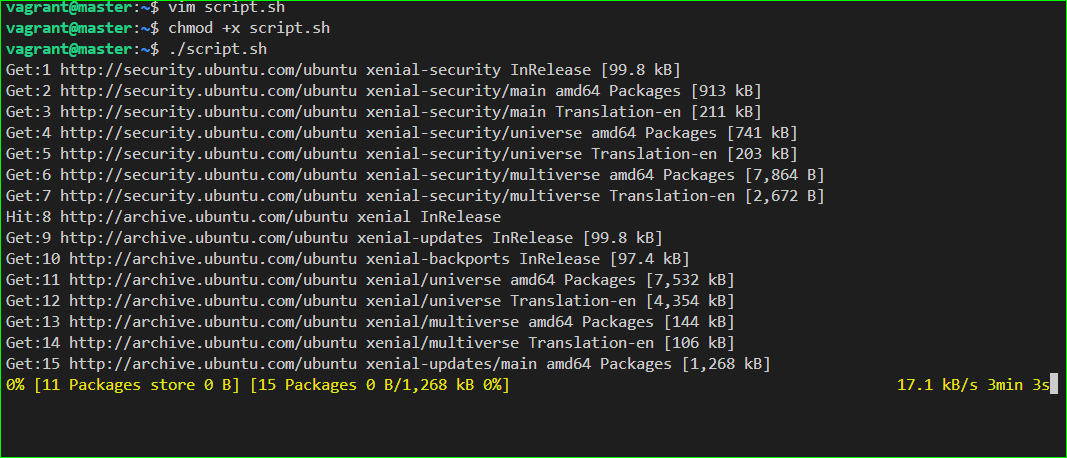 vagrant@master:~$ vim script.sh
vagrant@master:~$ chmod +x script.sh
vagrant@master:~$ ./script.sh
Get:1 http://security.ubuntu.com/ubuntu xenial-security InRelease [99.8 kB]
Get:2 http://security.ubuntu.com/ubuntu xenial-security/main amd64 Packages [913 kB]
Get:3 http://security.ubuntu.com/ubuntu xenial-security/main Translation-en [211 kB]
Get:4 http://security.ubuntu.com/ubuntu xenial-security/universe amd64 Packages [741 kB]
Get:5 http://security.ubuntu.com/ubuntu xenial-security/universe Translation-en [203 kB]
Get:6 http://security.ubuntu.com/ubuntu xenial-security/multiverse amd64 Packages [7,864 B]
Get:7 http://security.ubuntu.com/ubuntu xenial-security/multiverse Translation-en [2,672 B]
Hit:8 http://archive.ubuntu.com/ubuntu xenial InRelease
Get:9 http://archive.ubuntu.com/ubuntu xenial-updates InRelease [99.8 kB]
Get:10 http://archive.ubuntu.com/ubuntu xenial-backports InRelease [97.4 kB]
Get:11 http://archive.ubuntu.com/ubuntu xenial/universe amd64 Packages [7,532 kB]
Get:12 http://archive.ubuntu.com/ubuntu xenial/universe Translation-en [4,354 kB]
Get:13 http://archive.ubuntu.com/ubuntu xenial/multiverse amd64 Packages [144 kB]
Get:14 http://archive.ubuntu.com/ubuntu xenial/multiverse Translation-en [106 kB]
Get:15 http://archive.ubuntu.com/ubuntu xenial-updates/main amd64 Packages [1,268 kB]
0% [11 Packages store 0 B] [15 Packages 0 B/1,268 kB 0%] 17.1 kB/s 3min 3s